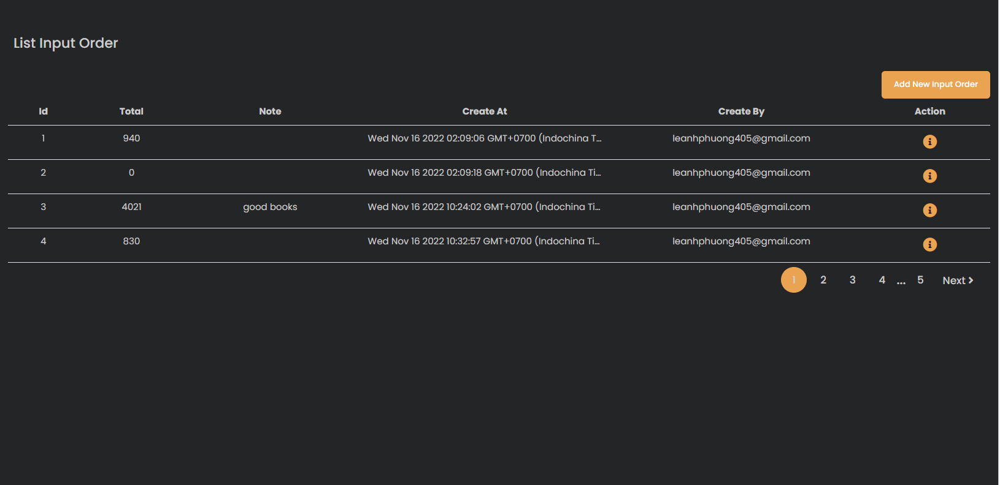 List Input Order
Add New Input Order
Id Total Note Create At Create By Action
1 940 Wed Nov 16 2022 02:09:06 GMT+0700 (Indochina T... leanhphuong405@gmail.com
2 0 Wed Nov 16 2022 02:09:18 GMT+0700 (Indochina Ti... leanhphuong405@gmail.com
3 4021 good books Wed Nov 16 2022 10:24:02 GMT+0700 (Indochina Ti... leanhphuong405@gmail.com
4 830 Wed Nov 16 2022 10:32:57 GMT+0700 (Indochina Ti... leanhphuong405@gmail.com
1 2 3 4 ... 5 Next